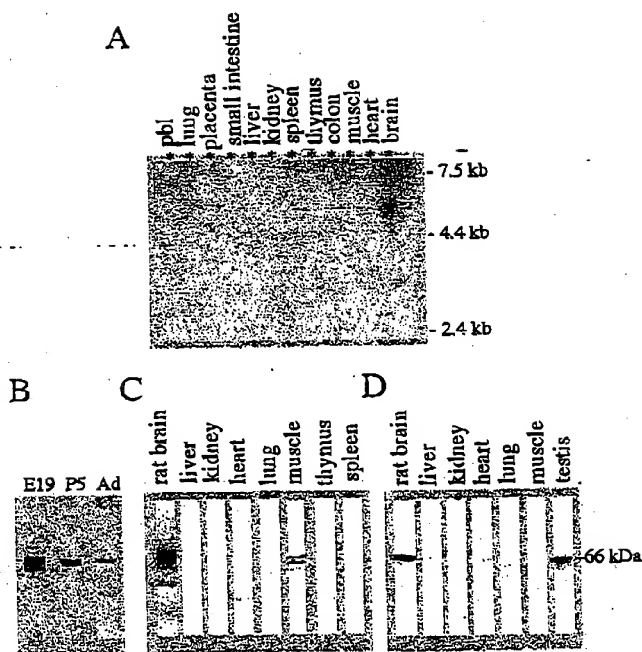 A
pbl
lung
placenta
small intestine
liver
kidney
spleen
thymus
colon
muscle
heart
brain
- 7.5 kb
- 4.4 kb
- 2.4 kb
B
C
D
E19 P5 Ad
rat brain
liver
kidney
heart
lung
muscle
thymus
spleen
rat brain
liver
kidney
heart
lung
muscle
testis
-66 kDa